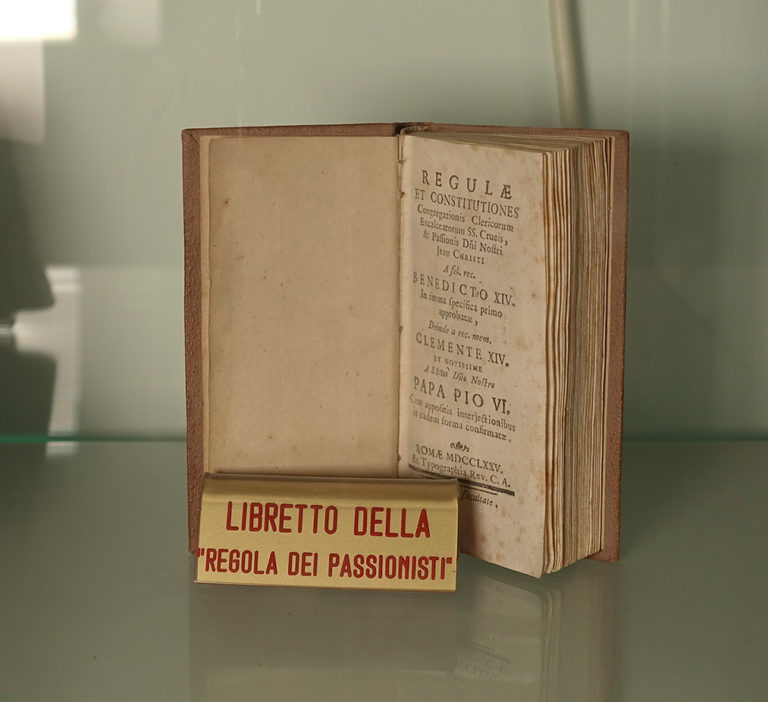 REGULÆ
ET CONSTITUTIONES
Congregationis Clericorum
Excalceatorum SS. Crucis,
& Passionis Dñi Nostri
JESU CHRISTI
A fel. rec.
BENEDICTO XIV.
In forma specifica primo
approbatæ,
Deinde a rec. mem.
CLEMENTE XIV.
ET NOVISSIME
A SSño Dño Nostro
PAPA PIO VI.
Cum appositis interjectionibus
in eadem forma confirmatæ.
ROMÆ MDCCLXXV.
Ex Typographia Rev. C. A.
facultate.
LIBRETTO DELLA
"REGOLA DEI PASSIONISTI"